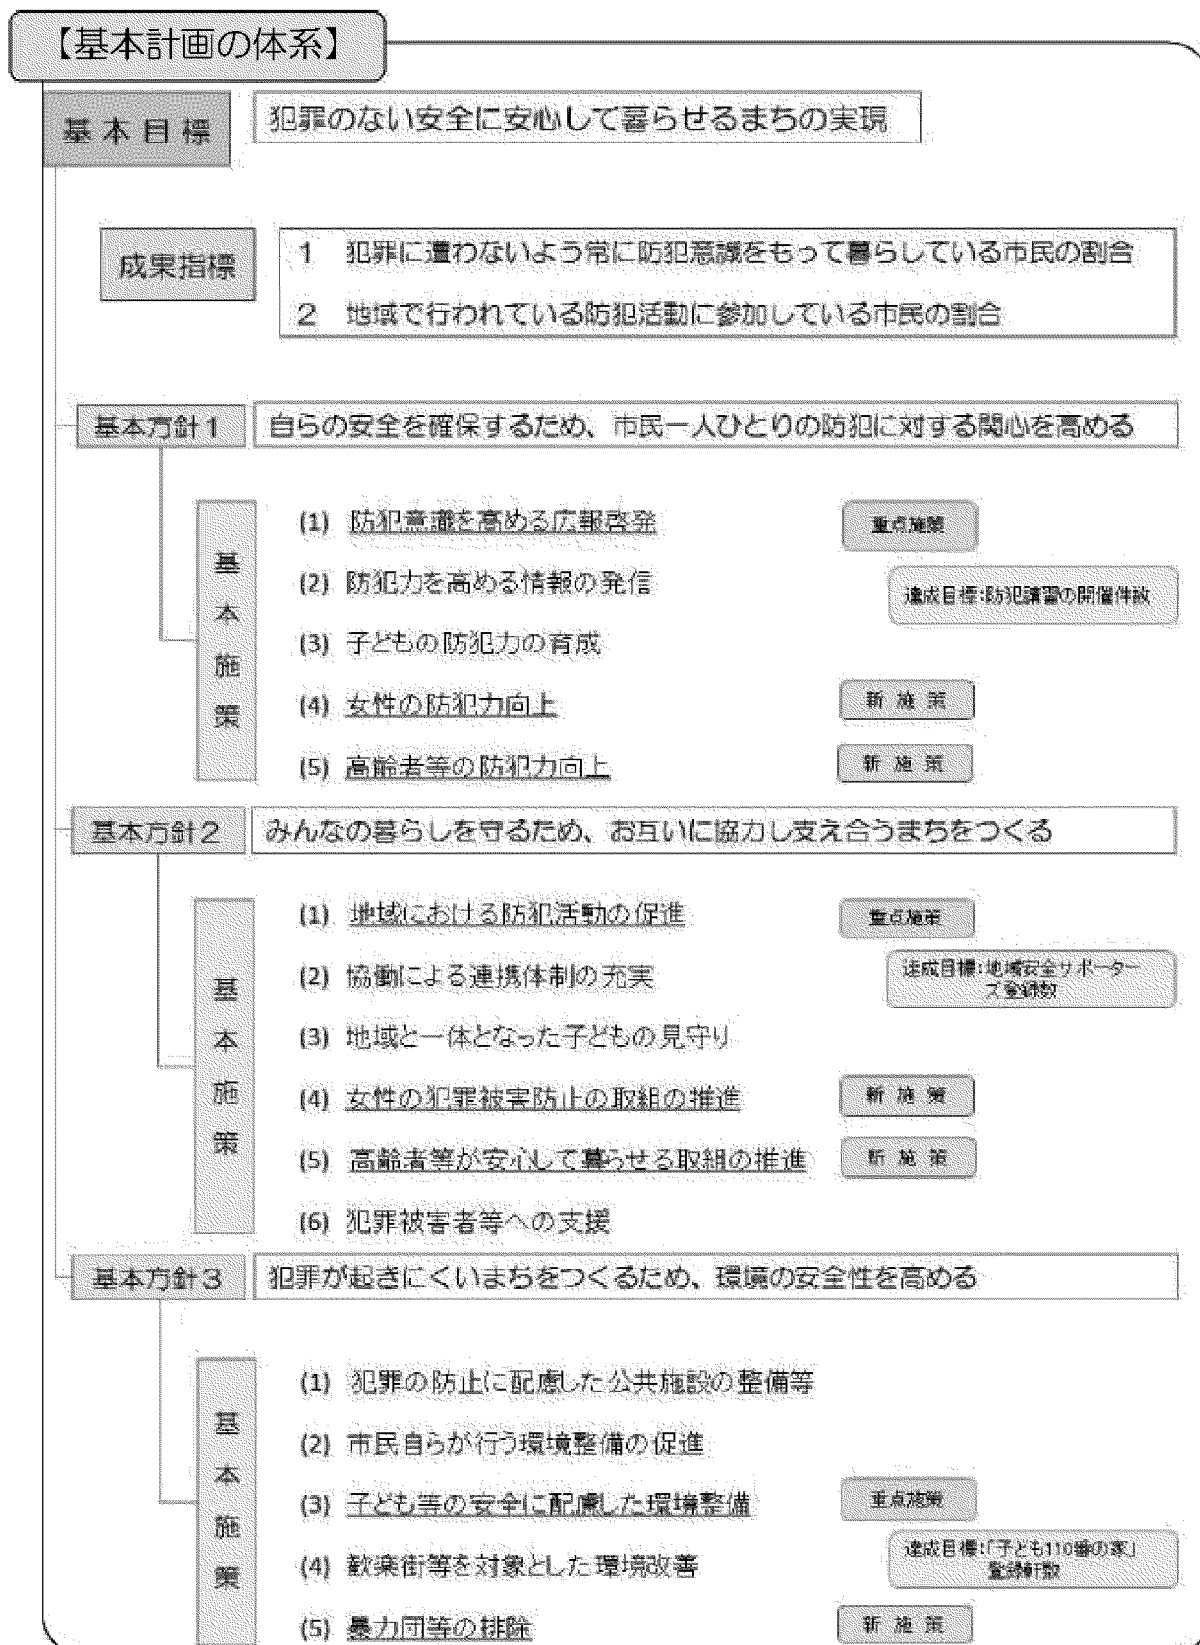 【基本計画の体系】
基本目標
犯罪のない安全に安心して暮らせるまちの実現
成果指標
1 犯罪に遭わないよう常に防犯意識をもって暮らしている市民の割合
2 地域で行われている防犯活動に参加している市民の割合
基本方針1
自らの安全を確保するため、市民一人ひとりの防犯に対する関心を高める
基本施策
(1) 防犯意識を高める広報啓発
重点施策
(2) 防犯力を高める情報の発信
達成目標:防犯講習の開催件数
(3) 子どもの防犯力の育成
(4) 女性の防犯力向上
新施策
(5) 高齢者等の防犯力向上
新施策
基本方針2
みんなの暮らしを守るため、お互いに協力し支え合うまちをつくる
基本施策
(1) 地域における防犯活動の促進
重点施策
(2) 協働による連携体制の充実
達成目標:地域安全サポーター
ズ登録数
(3) 地域と一体となった子どもの見守り
(4) 女性の犯罪被害防止の取組の推進
新施策
(5) 高齢者等が安心して暮らせる取組の推進
新施策
(6) 犯罪被害者等への支援
基本方針3
犯罪が起きにくいまちをつくるため、環境の安全性を高める
基本施策
(1) 犯罪の防止に配慮した公共施設の整備等
(2) 市民自らが行う環境整備の促進
(3) 子ども等の安全に配慮した環境整備
重点施策
(4) 歓楽街等を対象とした環境改善
達成目標:「子ども110番の家」
登録軒数
(5) 暴力団等の排除
新施策